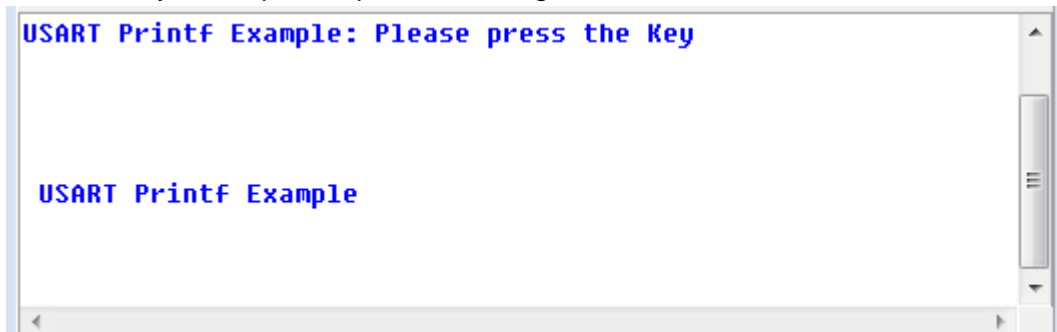 USART Printf Example: Please press the Key
USART Printf Example